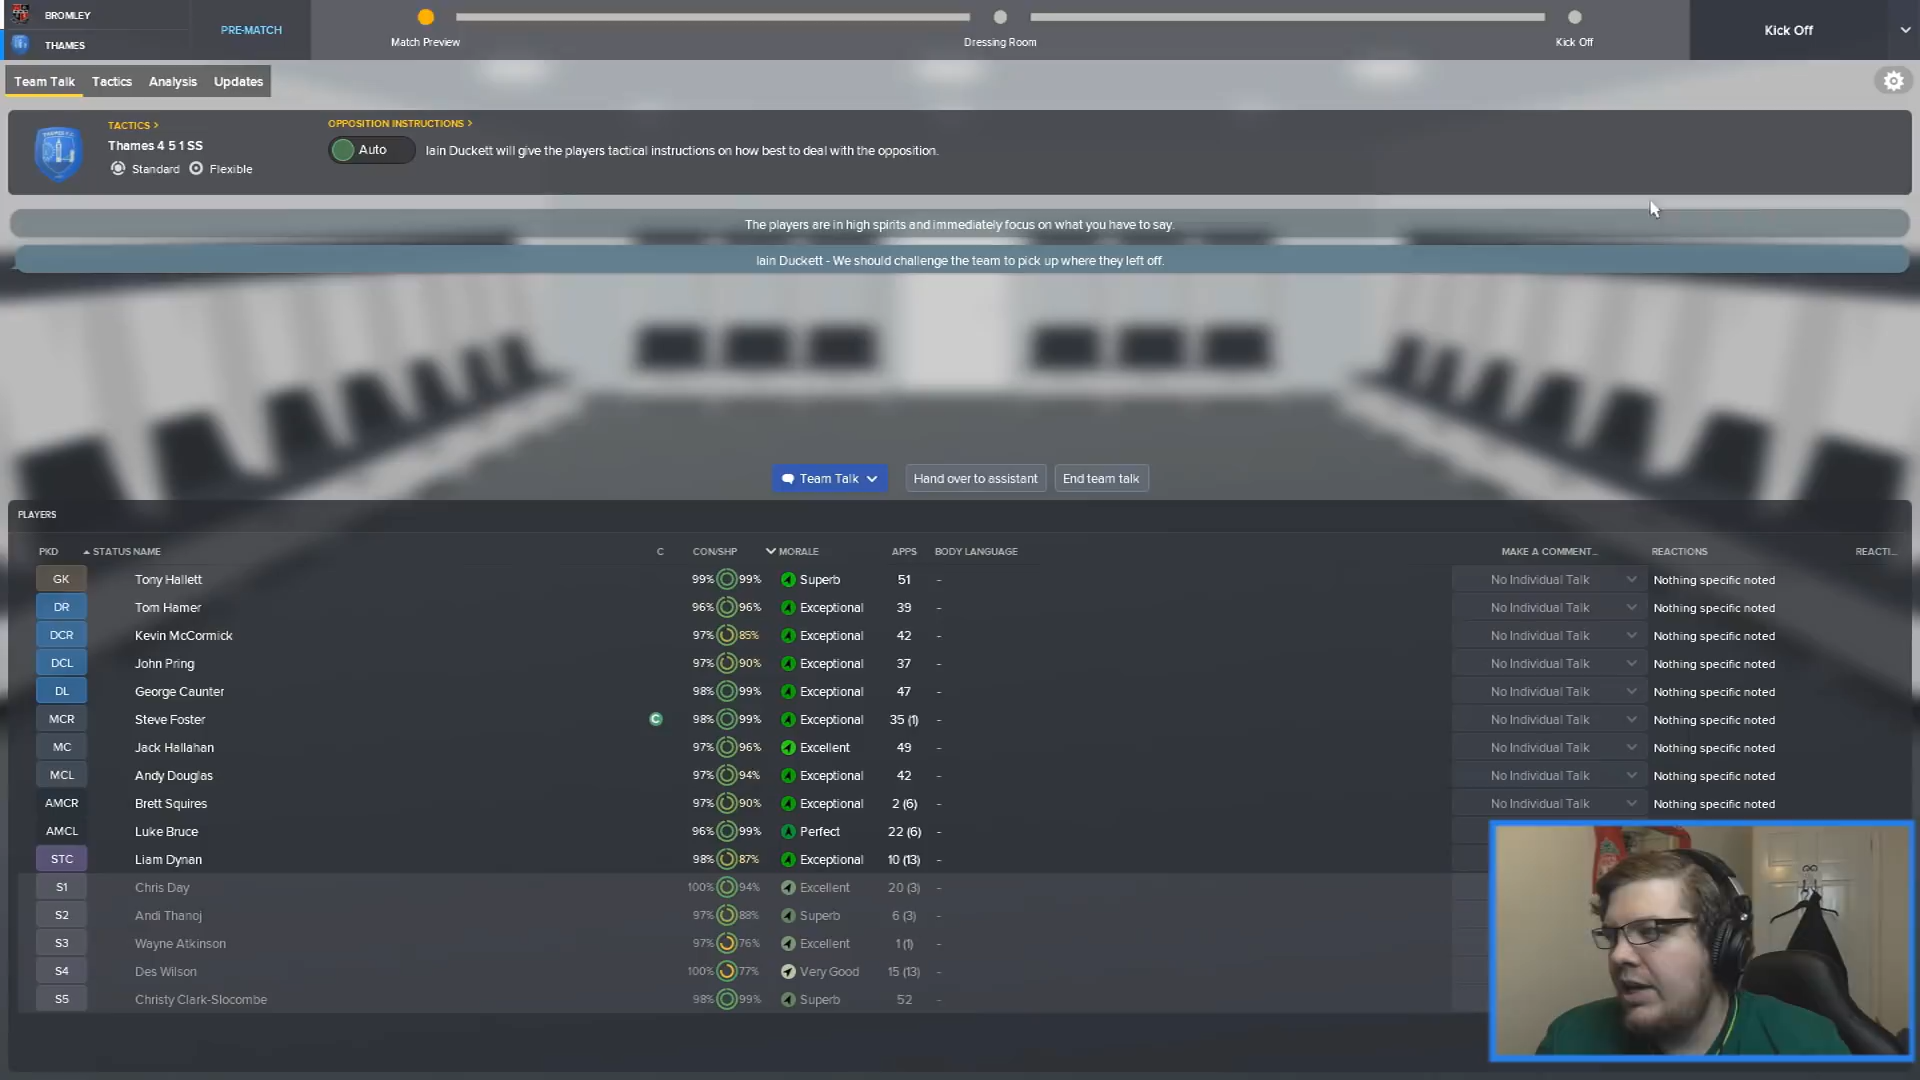 BROMLEY
THAMES
PRE-MATCH
Match Preview
Dressing Room
Kick Off
Kick Off
Team Talk Tactics Analysis Updates
TACTICS >
Thames 4 5 1 SS
Standard Flexible
OPPOSITION INSTRUCTIONS >
Auto
Iain Duckett will give the players tactical instructions on how best to deal with the opposition.
The players are in high spirits and immediately focus on what you have to say.
Iain Duckett - We should challenge the team to pick up where they left off.
Team Talk Hand over to assistant End team talk
PLAYERS
PKD STATUS NAME C CON/SHP MORALE APPS BODY LANGUAGE MAKE A COMMENT... REACTIONS REACTI...
GK Tony Hallett 99% 99% Superb 51 - No Individual Talk Nothing specific noted
DR Tom Hamer 96% 96% Exceptional 39 - No Individual Talk Nothing specific noted
DCR Kevin McCormick 97% 85% Exceptional 42 - No Individual Talk Nothing specific noted
DCL John Pring 97% 90% Exceptional 37 - No Individual Talk Nothing specific noted
DL George Caunter 98% 99% Exceptional 47 - No Individual Talk Nothing specific noted
MCR Steve Foster C 98% 99% Exceptional 35 (1) - No Individual Talk Nothing specific noted
MC Jack Hallahan 97% 96% Excellent 49 - No Individual Talk Nothing specific noted
MCL Andy Douglas 97% 94% Exceptional 42 - No Individual Talk Nothing specific noted
AMCR Brett Squires 97% 90% Exceptional 2 (6) - No Individual Talk Nothing specific noted
AMCL Luke Bruce 96% 99% Perfect 22 (6) -
STC Liam Dynan 98% 87% Exceptional 10 (13) -
S1 Chris Day 100% 94% Excellent 20 (3) -
S2 Andi Thanoj 97% 88% Superb 6 (3) -
S3 Wayne Atkinson 97% 76% Excellent 1 (1) -
S4 Des Wilson 100% 77% Very Good 15 (13) -
S5 Christy Clark-Slocombe 98% 99% Superb 52 -